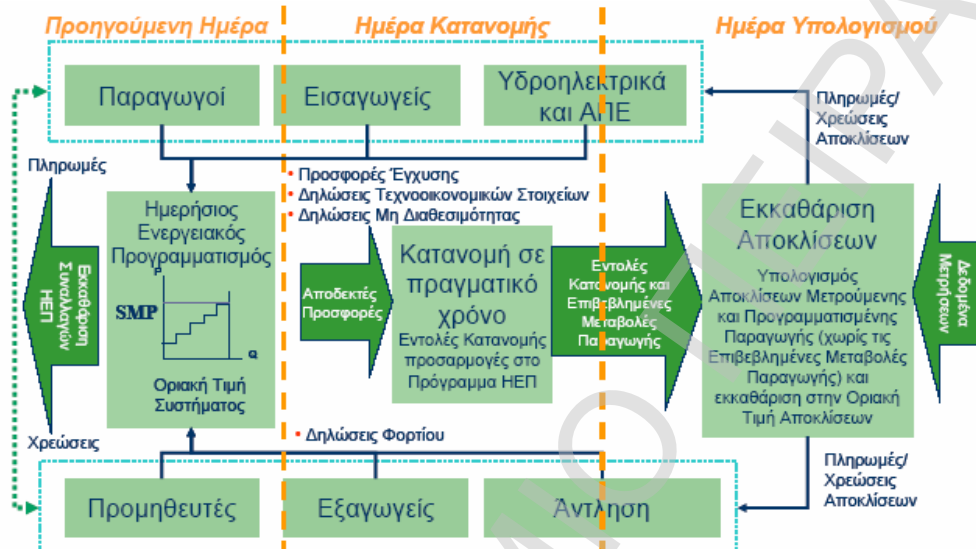 Προηγούμενη Ημέρα
Ημέρα Κατανομής
Ημέρα Υπολογισμού
Παραγωγοί
Εισαγωγείς
Υδροηλεκτρικά
και ΑΠΕ
Πληρωμές/
Χρεώσεις
Αποκλίσεων
Πληρωμές
• Προσφορές Έγχυσης
• Δηλώσεις Τεχνοοικονομικών Στοιχείων
• Δηλώσεις Μη Διαθεσιμότητας
Εκκαθάριση
Συναλλαγών
ΗΕΠ
Ημερήσιος
Ενεργειακός
Προγραμματισμός
P
SMP
Q
Οριακή Τιμή
Συστήματος
Αποδεκτές
Προσφορές
Κατανομή σε
πραγματικό
χρόνο
Εντολές Κατανομής
προσαρμογές στο
Πρόγραμμα ΗΕΠ
Εντολές
Κατανομής και
Επιβεβλημένες
Μεταβολές
Παραγωγής
Εκκαθάριση
Αποκλίσεων
Υπολογισμός
Αποκλίσεων Μετρούμενης
και Προγραμματισμένης
Παραγωγής (χωρίς τις
Επιβεβλημένες Μεταβολές
Παραγωγής) και
εκκαθάριση στην Οριακή
Τιμή Αποκλίσεων
Δεδομένα
Μετρήσεων
Χρεώσεις
• Δηλώσεις Φορτίου
Προμηθευτές
Εξαγωγείς
Άντληση
Πληρωμές/
Χρεώσεις
Αποκλίσεων